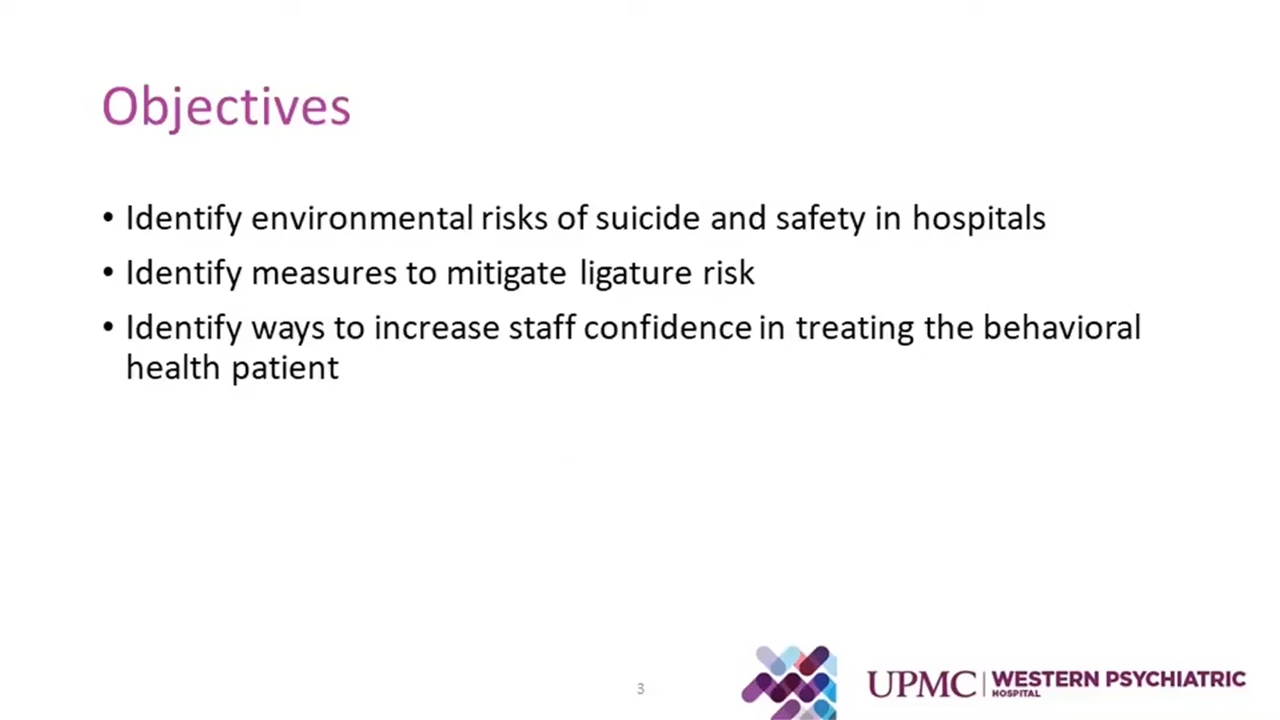 Objectives
• Identify environmental risks of suicide and safety in hospitals
• Identify measures to mitigate ligature risk
• Identify ways to increase staff confidence in treating the behavioral
health patient
3
UPMC | WESTERN PSYCHIATRIC
HOSPITAL